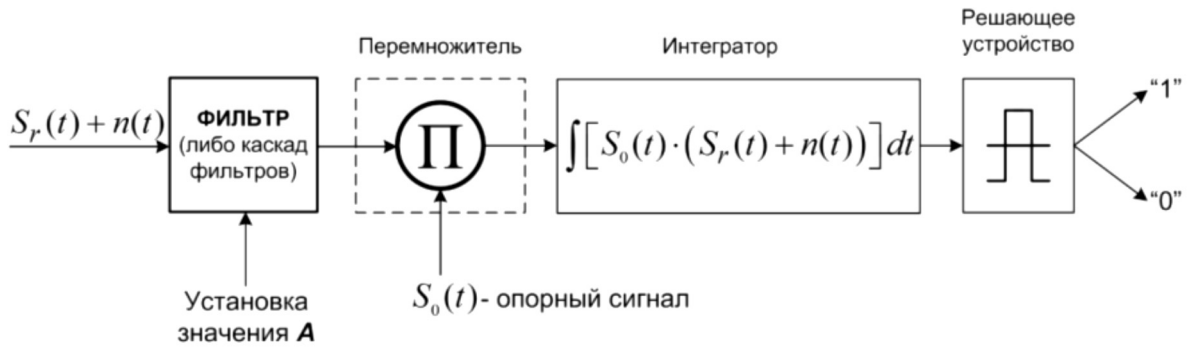 Решающее
устройство
Перемножитель
Интегратор
S_r(t) + n(t)
ФИЛЬТР
(либо каскад
фильтров)
П
∫[S_0(t)·(S_r(t) + n(t))]dt
“1”
“0”
Установка
значения A
S_0(t) - опорный сигнал